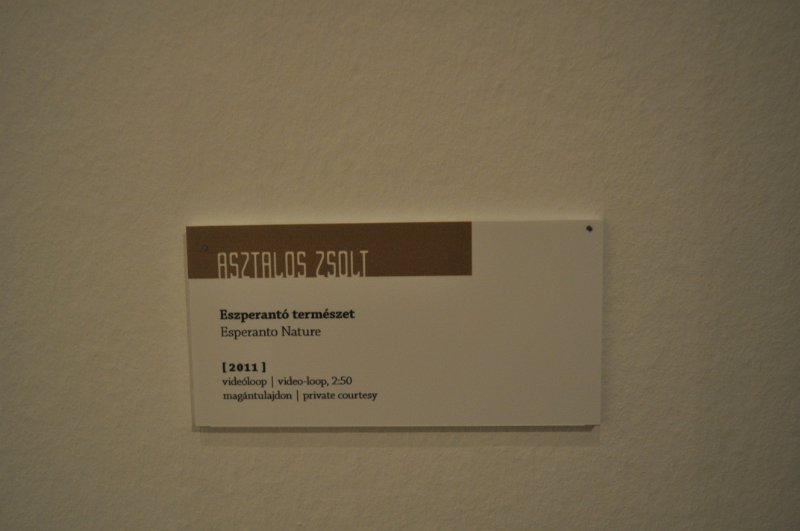 ASZTALOS ZSOLT
Eszperantó természet
Esperanto Nature
[ 2011 ]
videóloop | video-loop, 2:50
magántulajdon | private courtesy